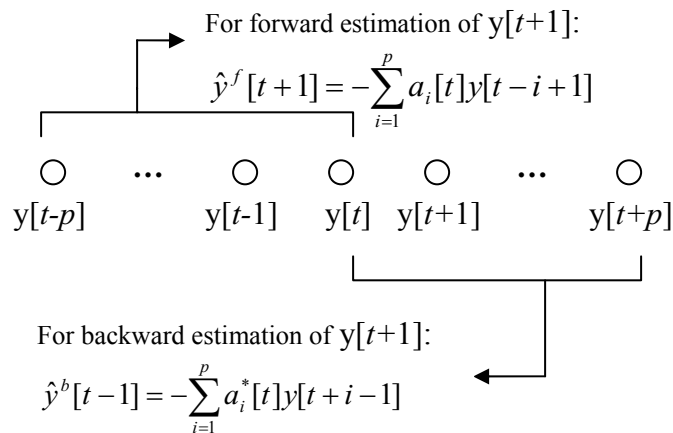 For forward estimation of y[t+1]:
ŷ^f[t+1] = −∑_{i=1}^{p} a_i[t]y[t−i+1]
... ...
y[t-p] y[t-1] y[t] y[t+1] y[t+p]
For backward estimation of y[t+1]:
ŷ^b[t−1] = −∑_{i=1}^{p} a_i^*[t]y[t+i−1]